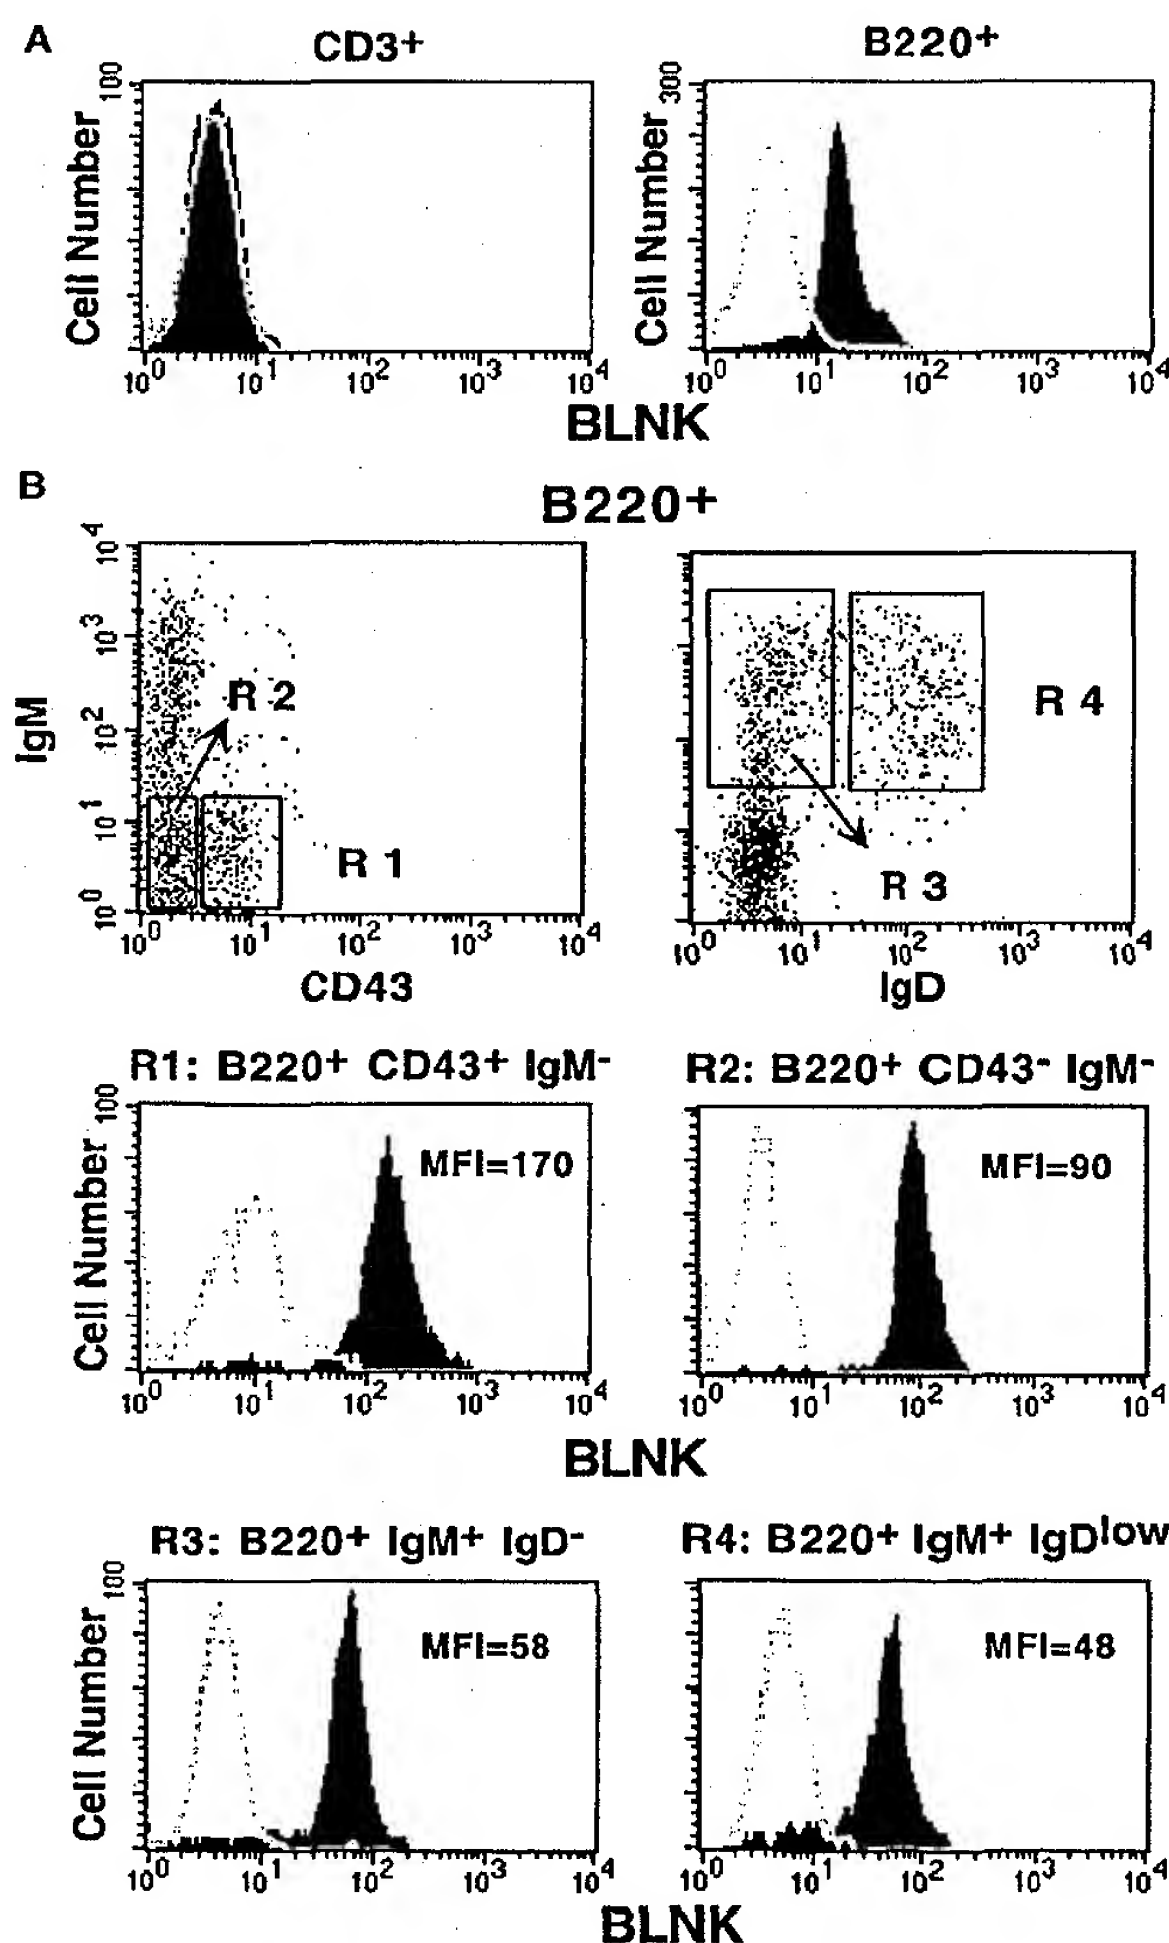 A
CD3+
B220+
100
Cell Number
300
Cell Number
10^0 10^1 10^2 10^3 10^4
10^0 10^1 10^2 10^3 10^4
BLNK
B
B220+
10^4
10^3
10^2
10^1
10^0
IgM
R 2
R 1
R 4
R 3
10^0 10^1 10^2 10^3 10^4
10^0 10^1 10^2 10^3 10^4
CD43
IgD
R1: B220+ CD43+ IgM-
R2: B220+ CD43- IgM-
100
Cell Number
MFI=170
MFI=90
10^0 10^1 10^2 10^3 10^4
10^0 10^1 10^2 10^3 10^4
BLNK
R3: B220+ IgM+ IgD-
R4: B220+ IgM+ IgDlow
100
Cell Number
MFI=58
MFI=48
10^0 10^1 10^2 10^3 10^4
10^0 10^1 10^2 10^3 10^4
BLNK